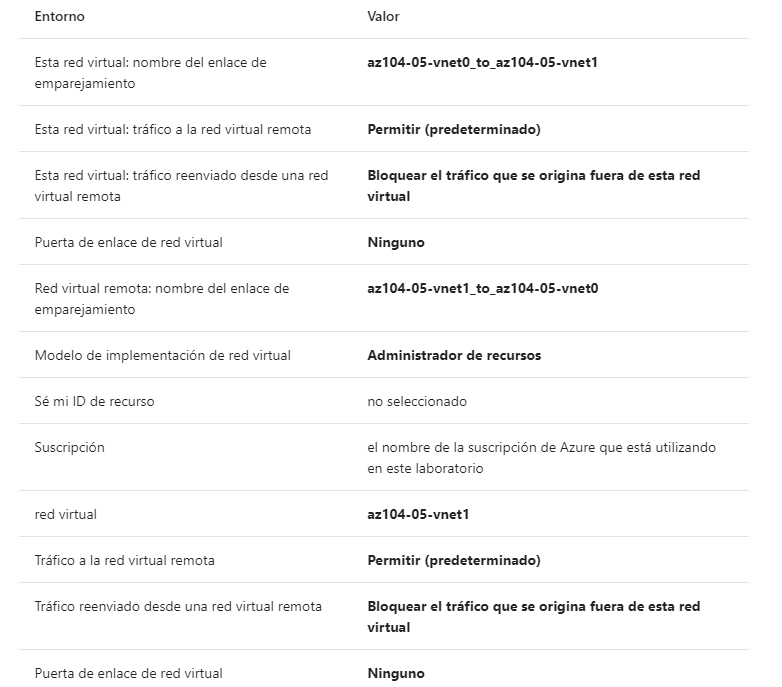 Entorno Valor
Esta red virtual: nombre del enlace de az104-05-vnet0_to_az104-05-vnet1
emparejamiento
Esta red virtual: tráfico a la red virtual remota Permitir (predeterminado)
Esta red virtual: tráfico reenviado desde una red Bloquear el tráfico que se origina fuera de esta red
virtual remota virtual
Puerta de enlace de red virtual Ninguno
Red virtual remota: nombre del enlace de az104-05-vnet1_to_az104-05-vnet0
emparejamiento
Modelo de implementación de red virtual Administrador de recursos
Sé mi ID de recurso no seleccionado
Suscripción el nombre de la suscripción de Azure que está utilizando
en este laboratorio
red virtual az104-05-vnet1
Tráfico a la red virtual remota Permitir (predeterminado)
Tráfico reenviado desde una red virtual remota Bloquear el tráfico que se origina fuera de esta red
virtual
Puerta de enlace de red virtual Ninguno